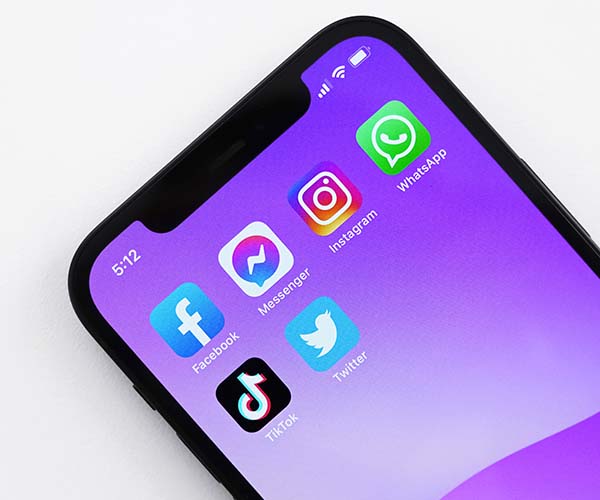 5:12
Facebook
Messenger
Instagram
WhatsApp
TikTok
Twitter